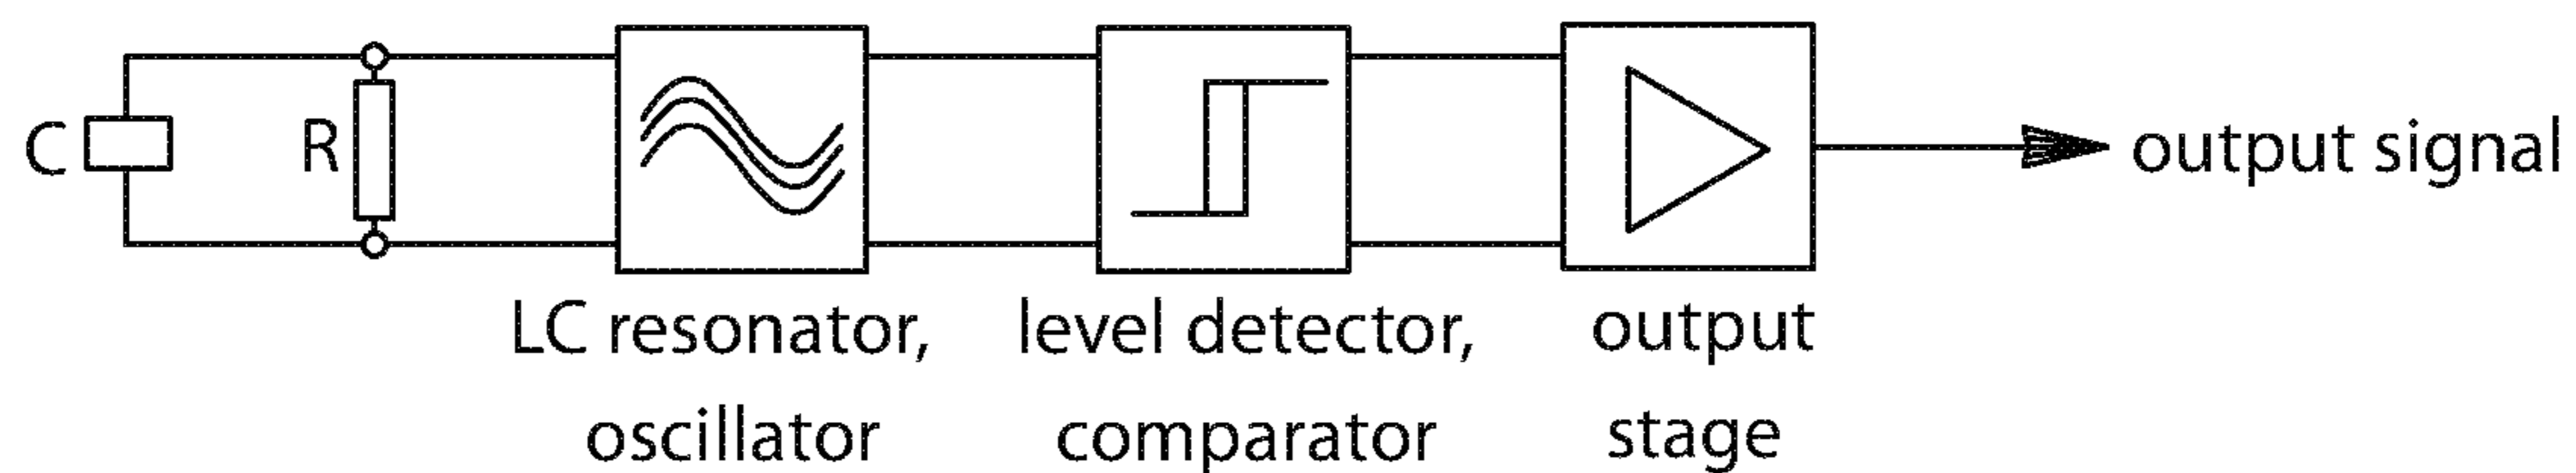 C
R
output signal
LC resonator,
oscillator
level detector,
comparator
output
stage